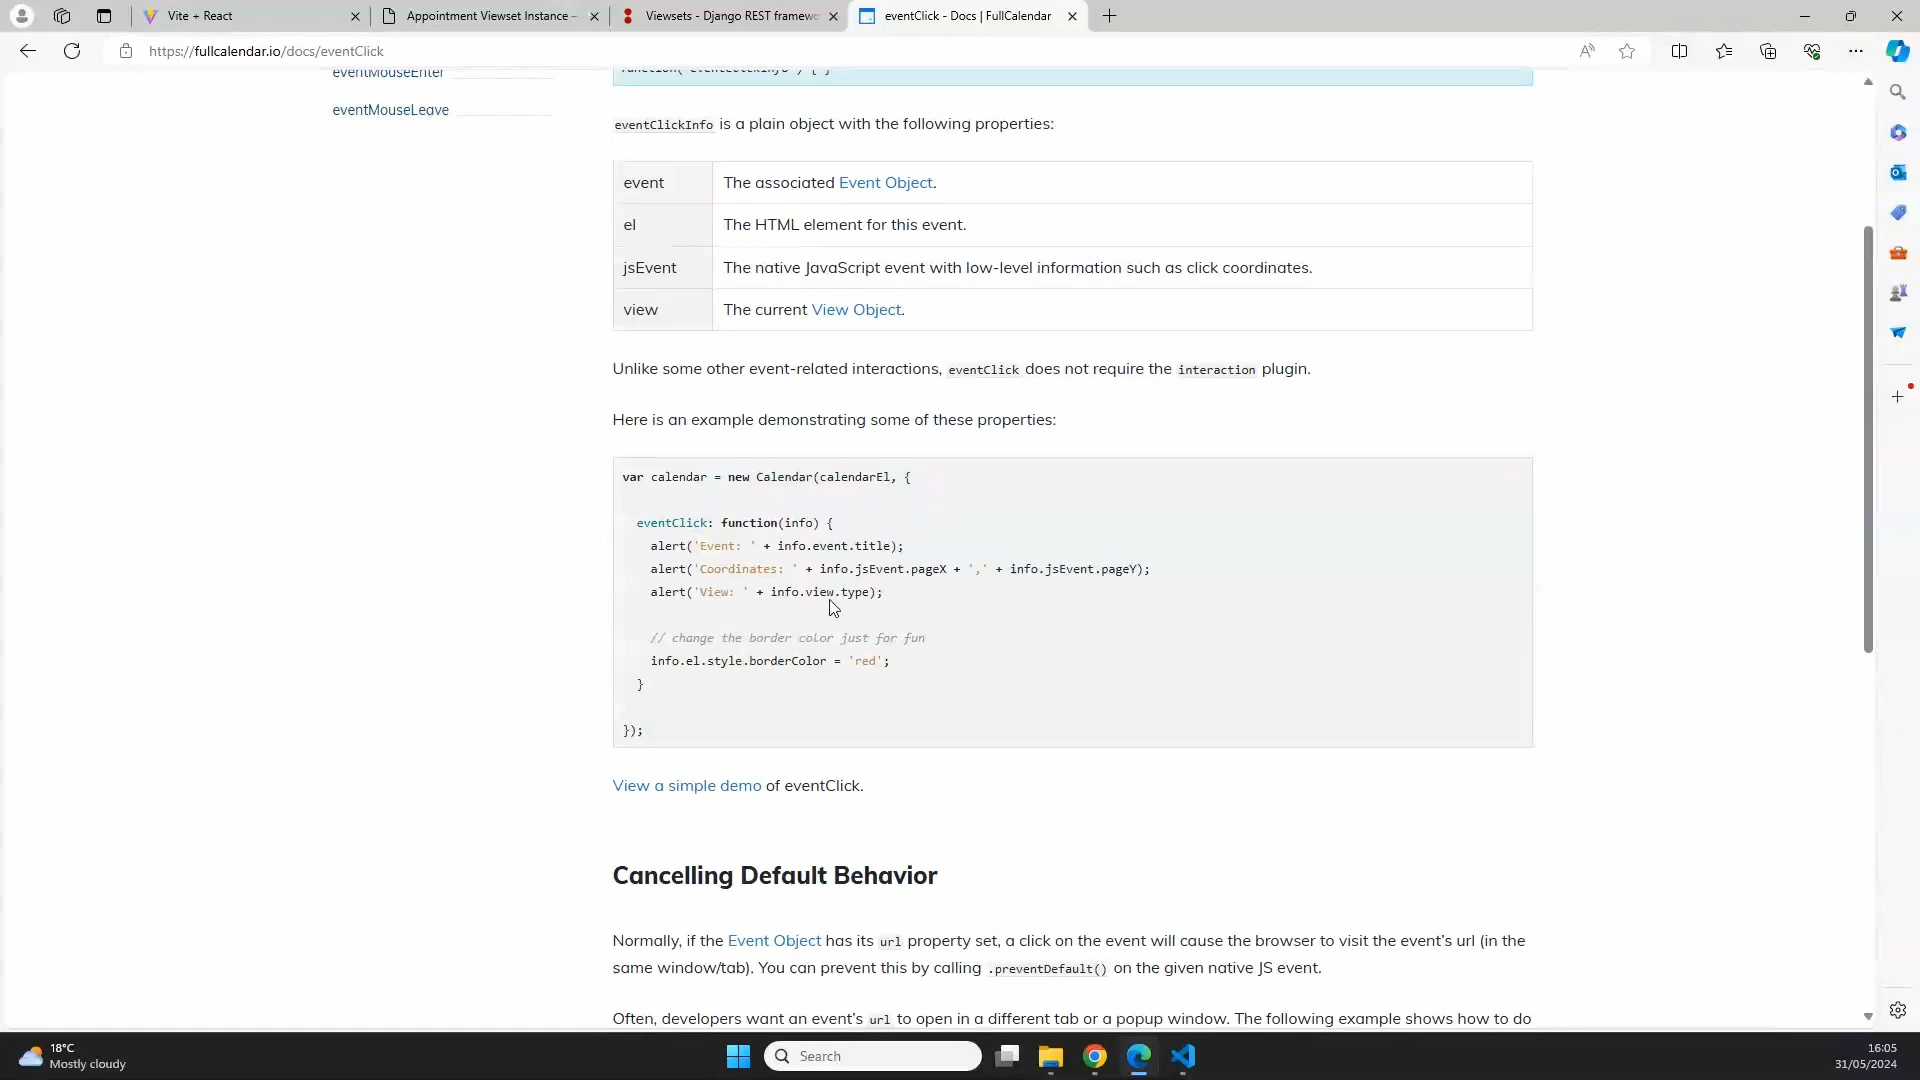 Vite + React
Appointment Viewset Instance –
Viewsets - Django REST framewo
eventClick - Docs | FullCalendar
https://fullcalendar.io/docs/eventClick
eventMouseEnter
eventMouseLeave
function( eventClickInfo ) { }
eventClickInfo is a plain object with the following properties:
event The associated Event Object.
el The HTML element for this event.
jsEvent The native JavaScript event with low-level information such as click coordinates.
view The current View Object.
Unlike some other event-related interactions, eventClick does not require the interaction plugin.
Here is an example demonstrating some of these properties:
var calendar = new Calendar(calendarEl, {
eventClick: function(info) {
alert('Event: ' + info.event.title);
alert('Coordinates: ' + info.jsEvent.pageX + ',' + info.jsEvent.pageY);
alert('View: ' + info.view.type);
// change the border color just for fun
info.el.style.borderColor = 'red';
}
});
View a simple demo of eventClick.
Cancelling Default Behavior
Normally, if the Event Object has its url property set, a click on the event will cause the browser to visit the event's url (in the
same window/tab). You can prevent this by calling .preventDefault() on the given native JS event.
Often, developers want an event's url to open in a different tab or a popup window. The following example shows how to do
18°C
Mostly cloudy
Search
16:05
31/05/2024